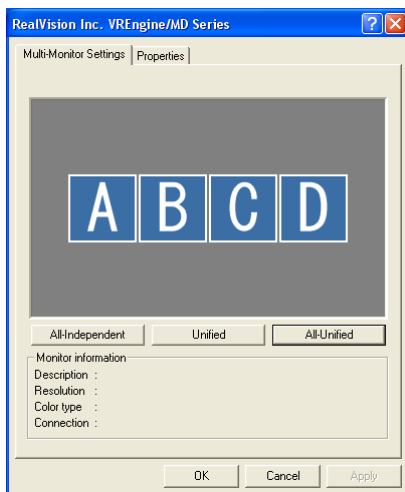 RealVision Inc. VREngine/MD Series
Multi-Monitor Settings Properties
A B C D
All-Independent Unified All-Unified
Monitor information
Description :
Resolution :
Color type :
Connection :
OK Cancel Apply